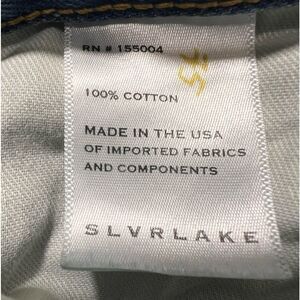 RN # 155004
100% COTTON
MADE IN THE USA
OF IMPORTED FABRICS
AND COMPONENTS
SLVRLAKE